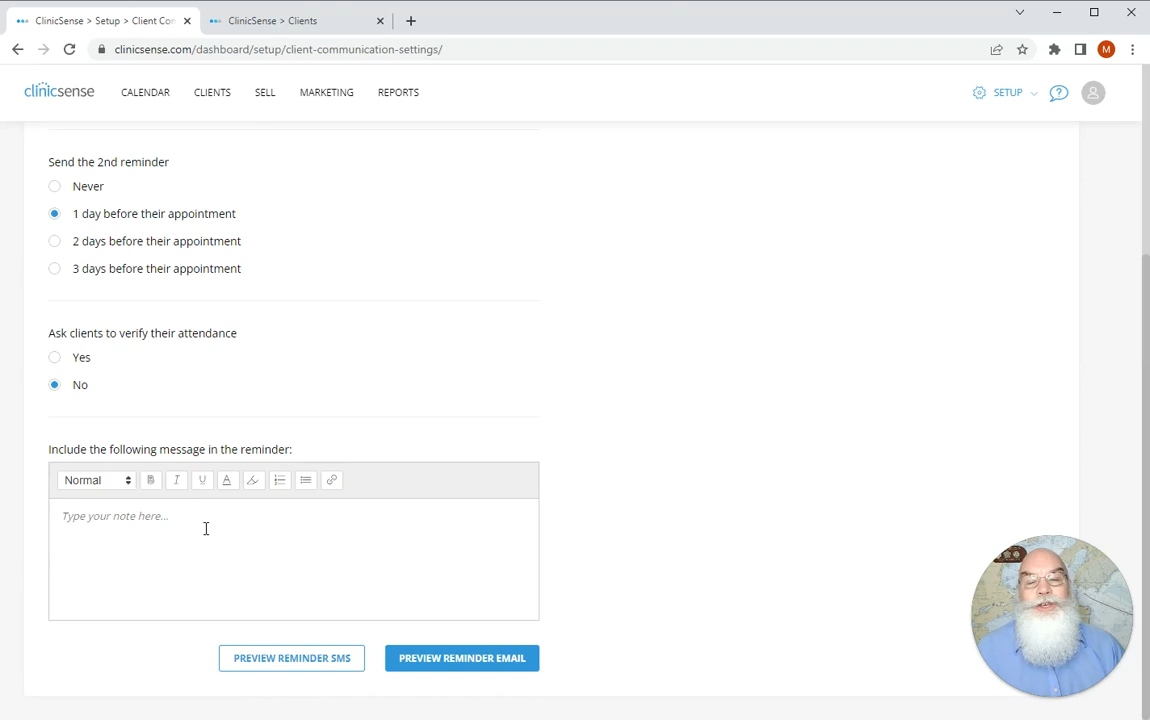 ClinicSense > Setup > Client Con
ClinicSense > Clients
clinicsense.com/dashboard/setup/client-communication-settings/
M
clinicsense
CALENDAR
CLIENTS
SELL
MARKETING
REPORTS
SETUP
Send the 2nd reminder
Never
1 day before their appointment
2 days before their appointment
3 days before their appointment
Ask clients to verify their attendance
Yes
No
Include the following message in the reminder:
Normal
Type your note here...
PREVIEW REMINDER SMS
PREVIEW REMINDER EMAIL